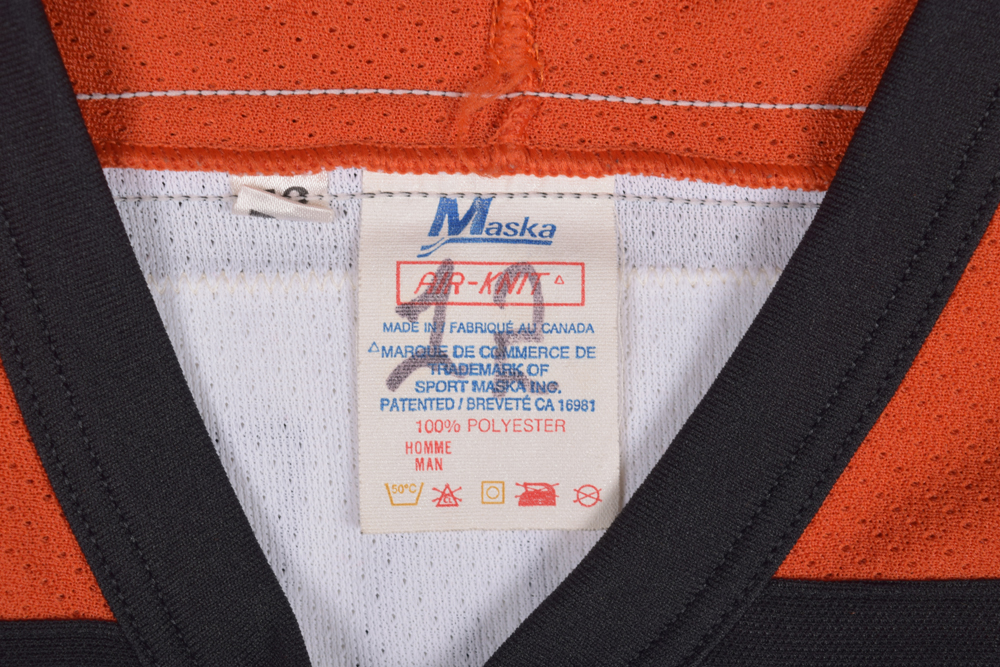 Maska
AIR-KNIT △
MADE IN / FABRIQUÉ AU CANADA
△MARQUE DE COMMERCE DE
TRADEMARK OF
SPORT MASKA INC.
PATENTED / BREVETÉ CA 16981
100% POLYESTER
HOMME
MAN
50°C
12